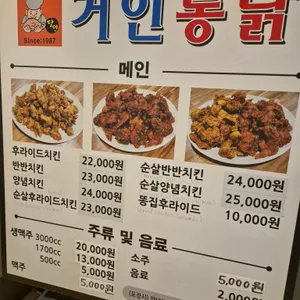 Since:1987
거인통닭
메인
후라이드치킨 22,000원
반반치킨 23,000원
양념치킨 24,000원
순살후라이드치킨 23,000원
순살반반치킨 24,000원
순살양념치킨 25,000원
똥집후라이드 10,000원
주류 및 음료
생맥주 3000cc 20,000원
1700cc 13,000원
500cc 5,000원
맥주 5,000원
소주 5,000원
음료 2,000원